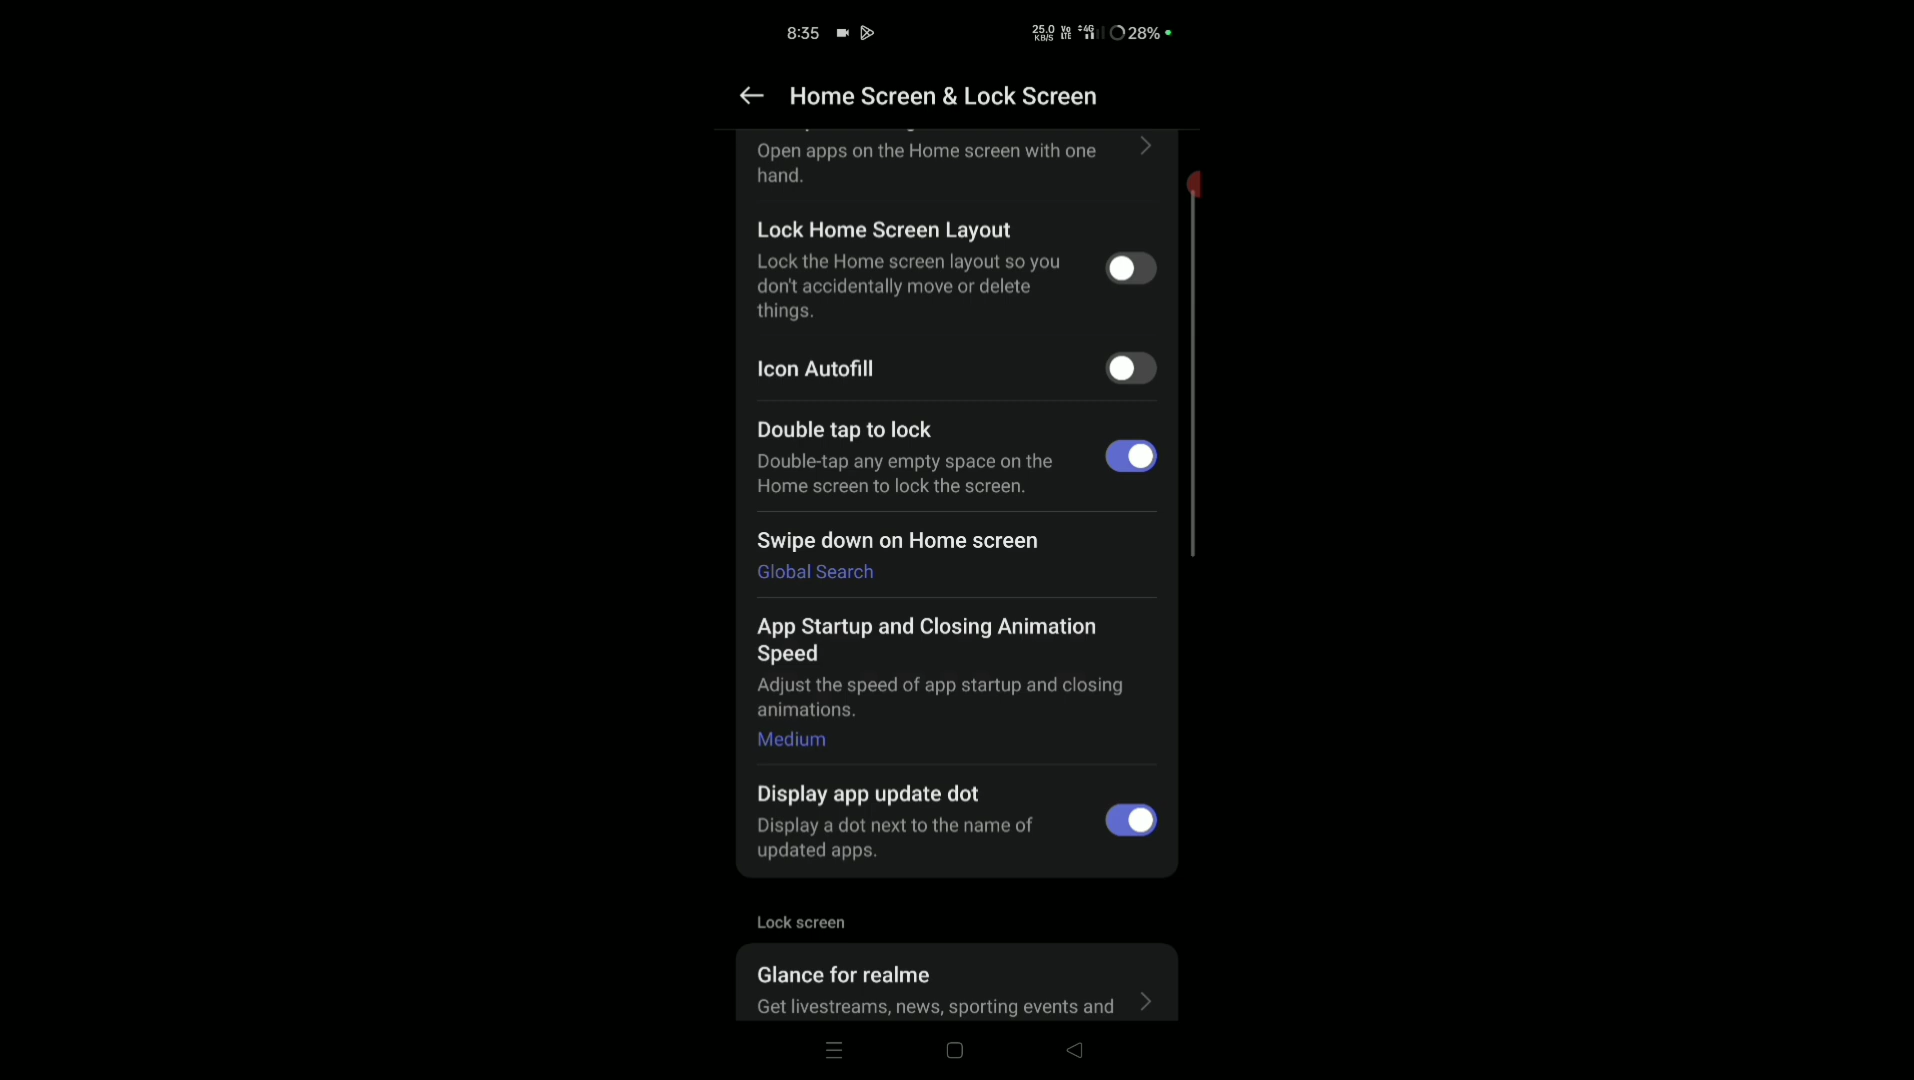 8:35 25.0 KB/S Vo LTE 4G 28%
Home Screen & Lock Screen
Open apps on the Home screen with one
hand.
Lock Home Screen Layout
Lock the Home screen layout so you
don't accidentally move or delete
things.
Icon Autofill
Double tap to lock
Double-tap any empty space on the
Home screen to lock the screen.
Swipe down on Home screen
Global Search
App Startup and Closing Animation
Speed
Adjust the speed of app startup and closing
animations.
Medium
Display app update dot
Display a dot next to the name of
updated apps.
Lock screen
Glance for realme
Get livestreams, news, sporting events and